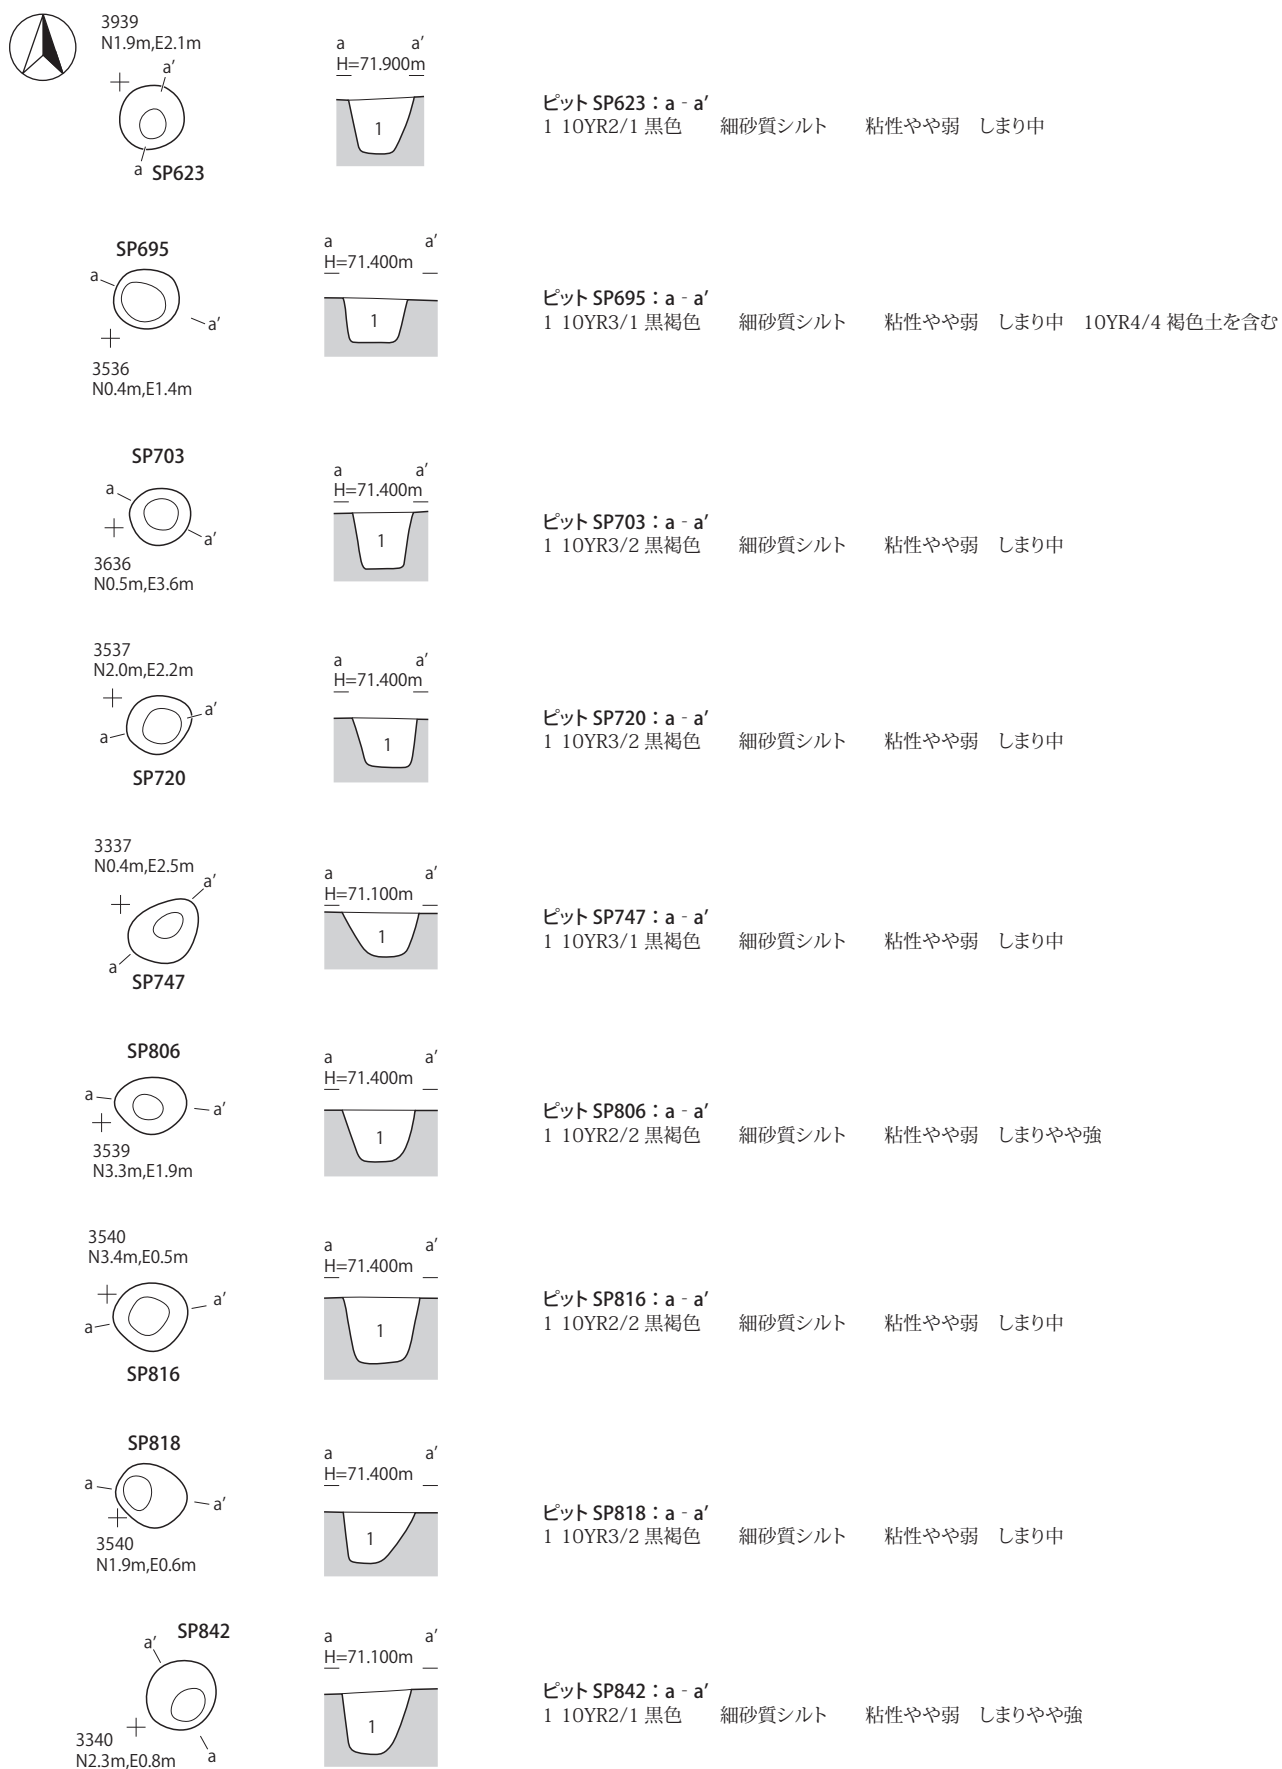 3939
N1.9m,E2.1m
a'
a
SP623
a a'
H=71.900m
1
ピット SP623：a‐a'
1 10YR2/1 黒色　細砂質シルト　粘性やや弱　しまり中
SP695
a
a'
3536
N0.4m,E1.4m
a a'
H=71.400m
1
ピット SP695：a‐a'
1 10YR3/1 黒褐色　細砂質シルト　粘性やや弱　しまり中　10YR4/4 褐色土を含む
SP703
a
a'
3636
N0.5m,E3.6m
a a'
H=71.400m
1
ピット SP703：a‐a'
1 10YR3/2 黒褐色　細砂質シルト　粘性やや弱　しまり中
3537
N2.0m,E2.2m
a'
a
SP720
a a'
H=71.400m
1
ピット SP720：a‐a'
1 10YR3/2 黒褐色　細砂質シルト　粘性やや弱　しまり中
3337
N0.4m,E2.5m
a'
a
SP747
a a'
H=71.100m
1
ピット SP747：a‐a'
1 10YR3/1 黒褐色　細砂質シルト　粘性やや弱　しまり中
SP806
a
a'
3539
N3.3m,E1.9m
a a'
H=71.400m
1
ピット SP806：a‐a'
1 10YR2/2 黒褐色　細砂質シルト　粘性やや弱　しまりやや強
3540
N3.4m,E0.5m
a'
a
SP816
a a'
H=71.400m
1
ピット SP816：a‐a'
1 10YR2/2 黒褐色　細砂質シルト　粘性やや弱　しまり中
SP818
a
a'
3540
N1.9m,E0.6m
a a'
H=71.400m
1
ピット SP818：a‐a'
1 10YR3/2 黒褐色　細砂質シルト　粘性やや弱　しまり中
SP842
a'
3340
N2.3m,E0.8m
a
a a'
H=71.100m
1
ピット SP842：a‐a'
1 10YR2/1 黒色　細砂質シルト　粘性やや弱　しまりやや強